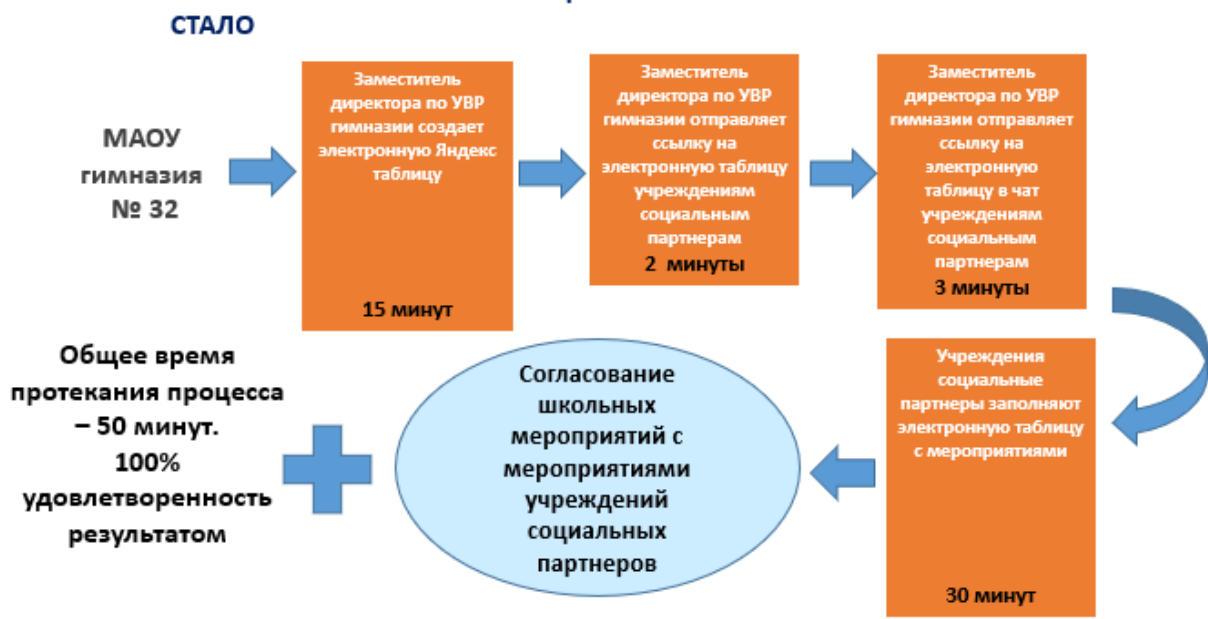 СТАЛО
МАОУ
гимназия
№ 32
Заместитель
директора по УВР
гимназии создает
электронную Яндекс
таблицу
15 минут
Заместитель
директора по УВР
гимназии отправляет
ссылку на
электронную таблицу
учреждениям
социальным
партнерам
2 минуты
Заместитель
директора по УВР
гимназии отправляет
ссылку на
электронную
таблицу в чат
учреждениям
социальным
партнерам
3 минуты
Учреждения
социальные
партнеры заполняют
электронную таблицу
с мероприятиями
30 минут
Согласование
школьных
мероприятий с
мероприятиями
учреждений
социальных
партнеров
Общее время
протекания процесса
– 50 минут.
100%
удовлетворенность
результатом